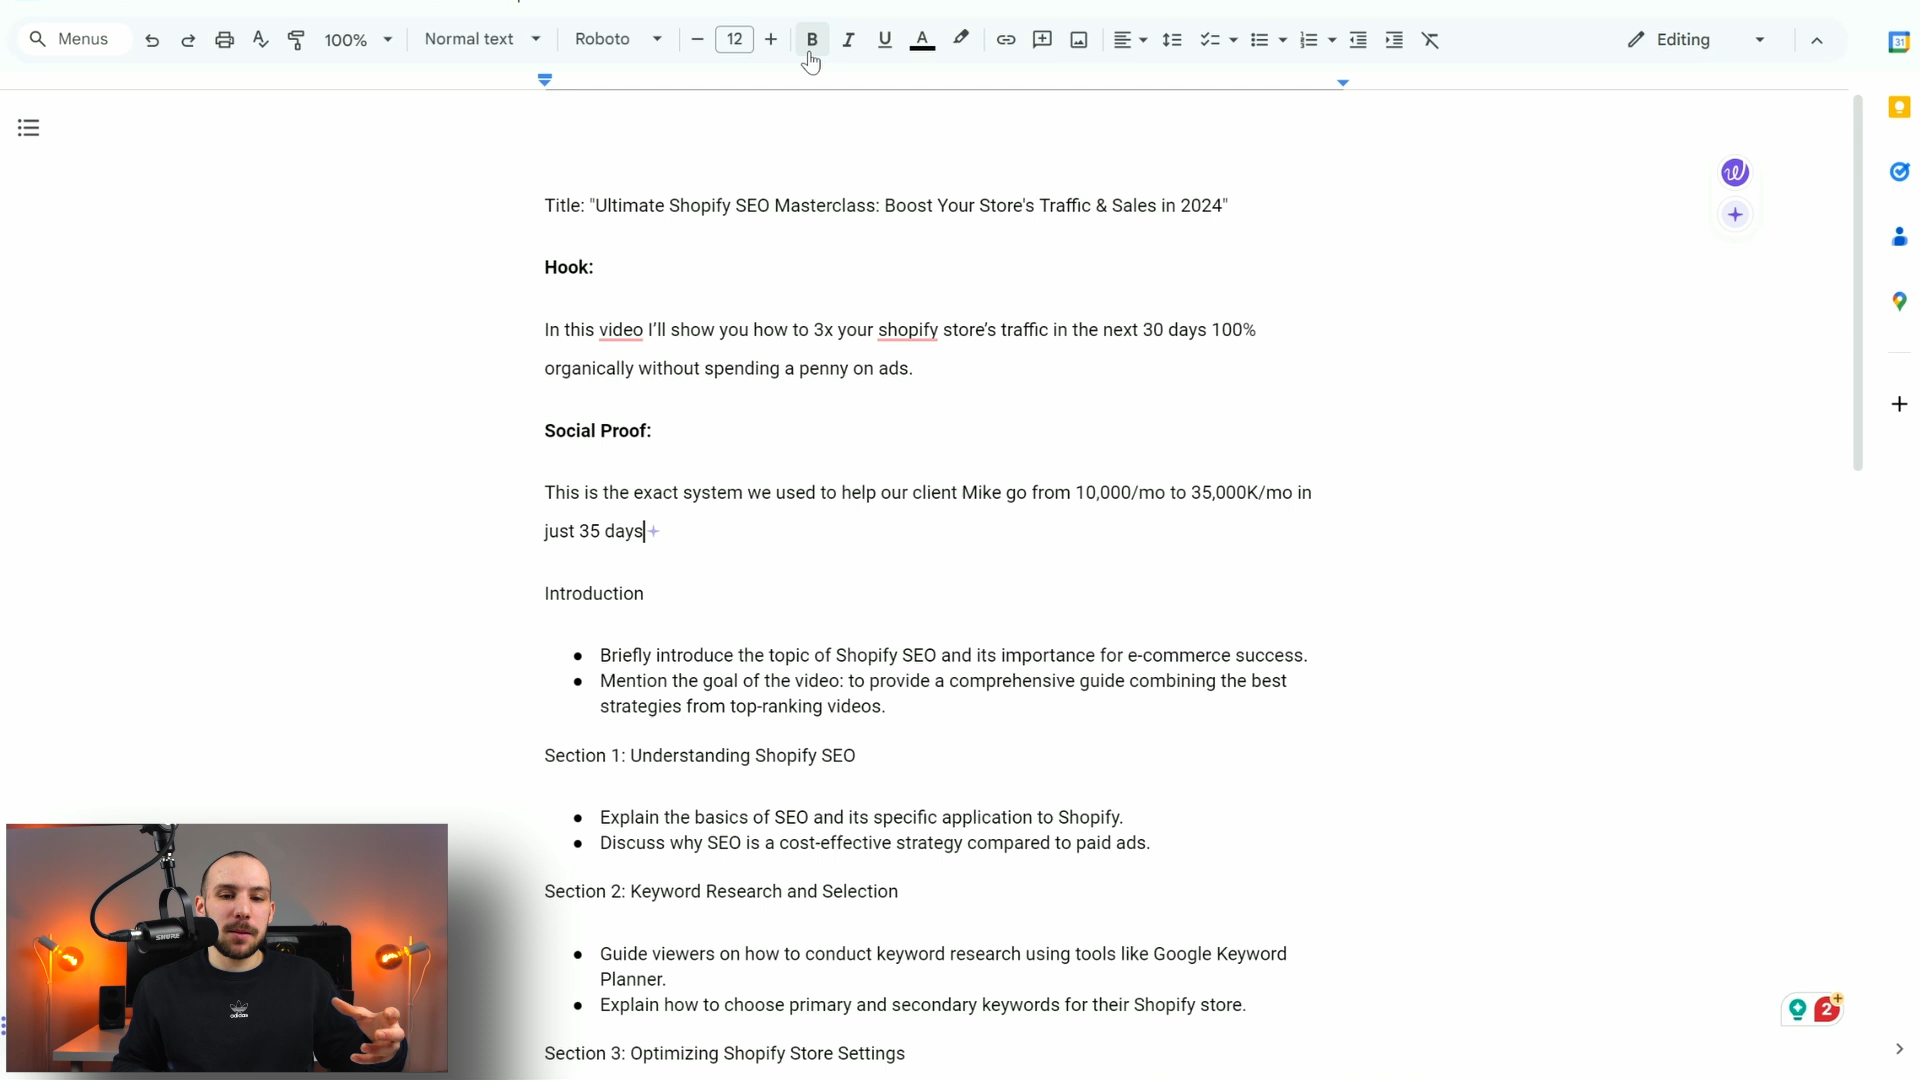 Menus 100% Normal text Roboto 12 B I U A Editing
31
Title: "Ultimate Shopify SEO Masterclass: Boost Your Store's Traffic & Sales in 2024"
Hook:
In this video I’ll show you how to 3x your shopify store’s traffic in the next 30 days 100%
organically without spending a penny on ads.
Social Proof:
This is the exact system we used to help our client Mike go from 10,000/mo to 35,000K/mo in
just 35 days
Introduction
● Briefly introduce the topic of Shopify SEO and its importance for e-commerce success.
● Mention the goal of the video: to provide a comprehensive guide combining the best
strategies from top-ranking videos.
Section 1: Understanding Shopify SEO
● Explain the basics of SEO and its specific application to Shopify.
● Discuss why SEO is a cost-effective strategy compared to paid ads.
Section 2: Keyword Research and Selection
● Guide viewers on how to conduct keyword research using tools like Google Keyword
Planner.
● Explain how to choose primary and secondary keywords for their Shopify store.
Section 3: Optimizing Shopify Store Settings
SHURE
adidas
2